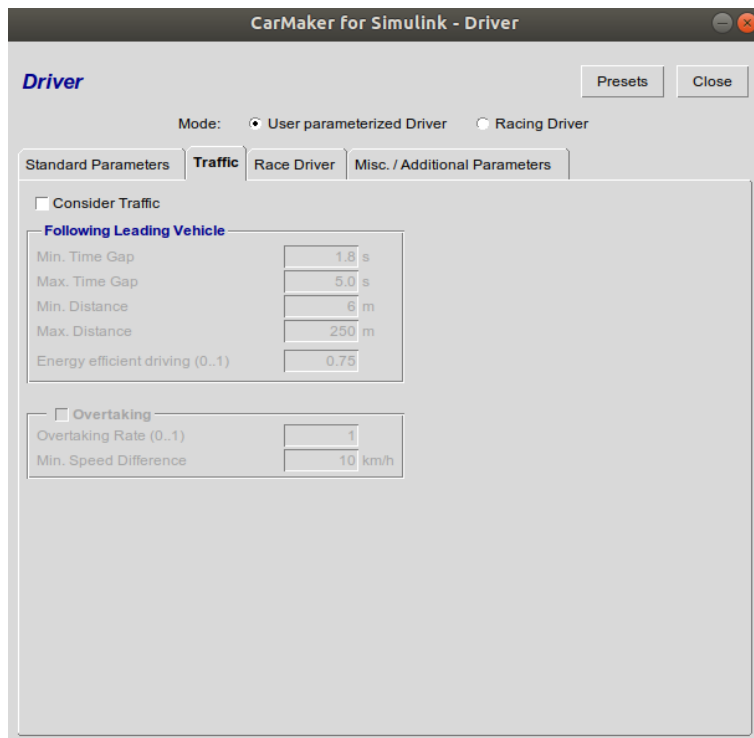 CarMaker for Simulink - Driver
Driver
Presets
Close
Mode: User parameterized Driver Racing Driver
Standard Parameters Traffic Race Driver Misc. / Additional Parameters
Consider Traffic
Following Leading Vehicle
Min. Time Gap 1.8 s
Max. Time Gap 5.0 s
Min. Distance 6 m
Max. Distance 250 m
Energy efficient driving (0..1) 0.75
Overtaking
Overtaking Rate (0..1) 1
Min. Speed Difference 10 km/h